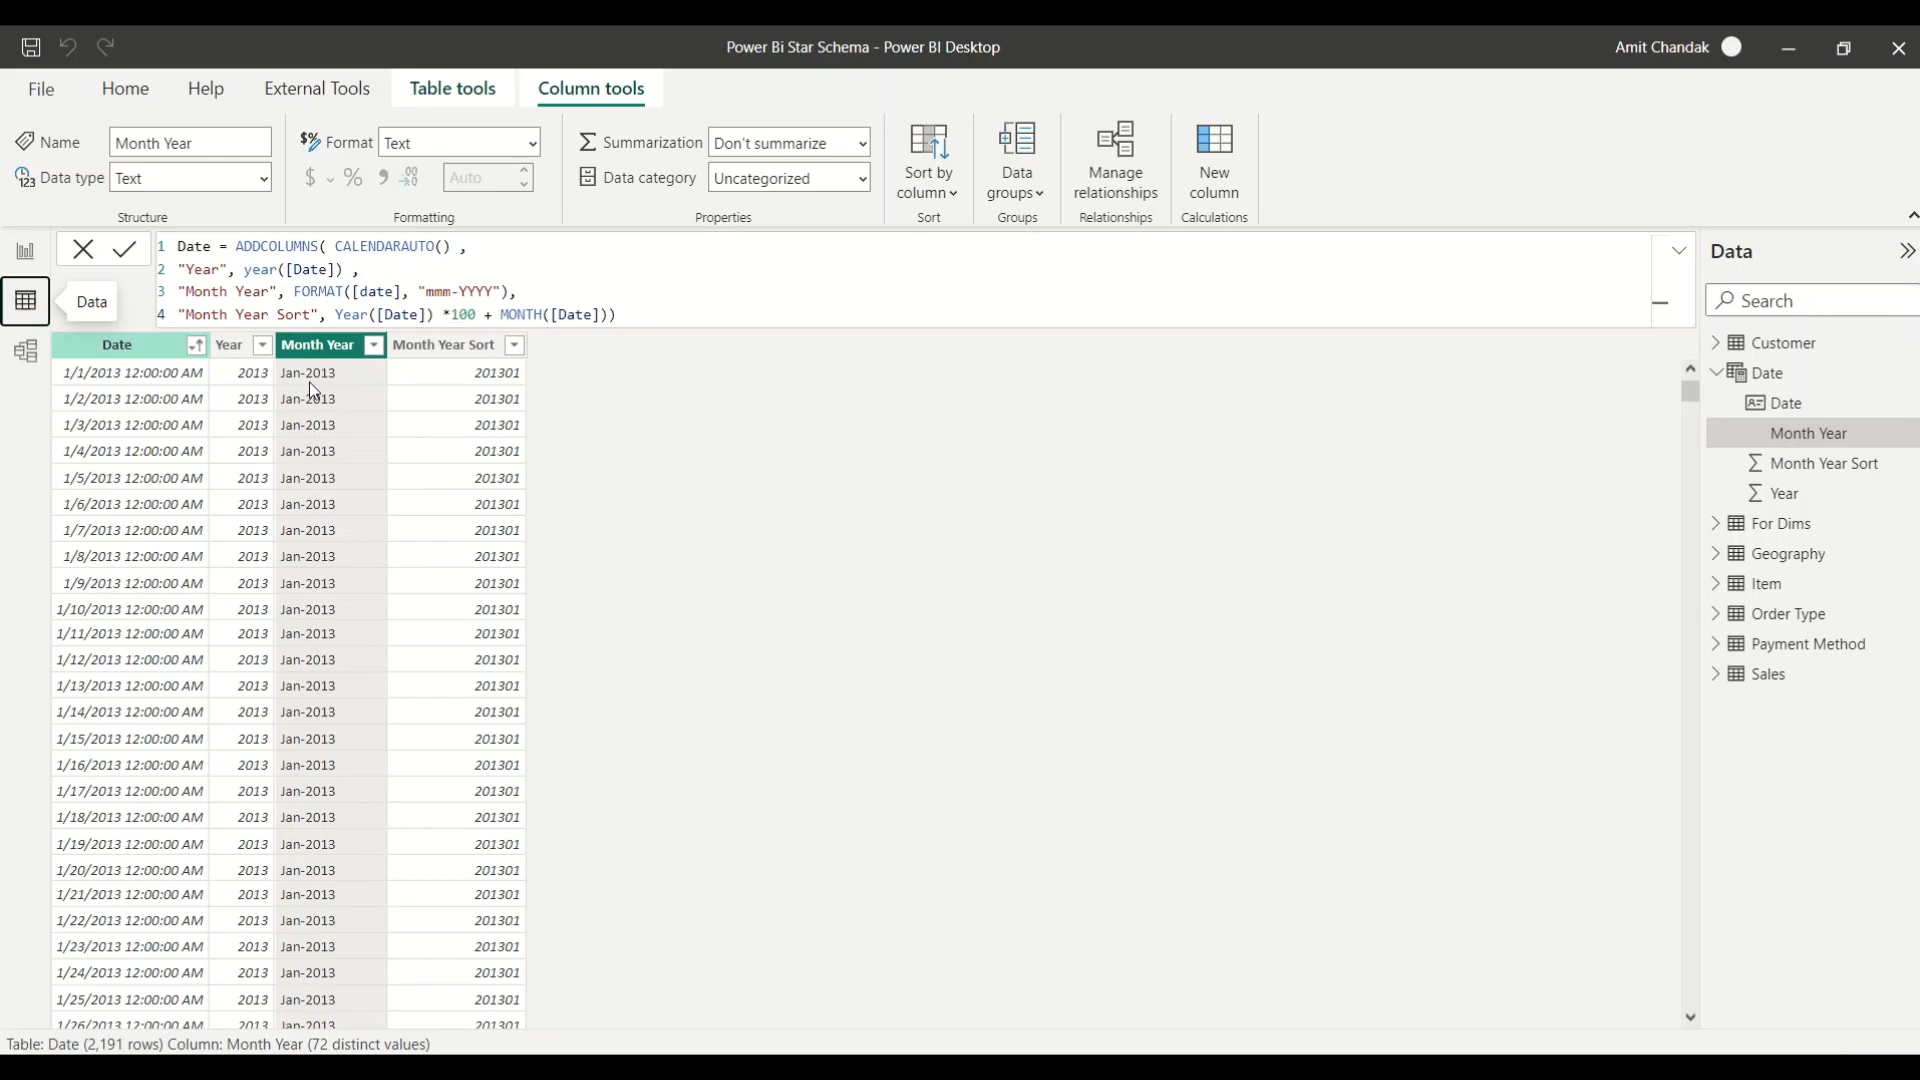 Power Bi Star Schema - Power BI Desktop
Amit Chandak
File Home Help External Tools Table tools Column tools
Name Month Year
Data type Text
Structure
$% Format Text
$ % 9 .00 Auto
Formatting
Summarization Don't summarize
Data category Uncategorized
Properties
Sort by
column
Sort
Data
groups
Groups
Manage
relationships
Relationships
New
column
Calculations
1 Date = ADDCOLUMNS( CALENDARAUTO() ,
2 "Year", year([Date]) ,
3 "Month Year", FORMAT([date], "mmm-YYYY"),
4 "Month Year Sort", Year([Date]) *100 + MONTH([Date]))
Data
Date Year Month Year Month Year Sort
1/1/2013 12:00:00 AM 2013 Jan-2013 201301
1/2/2013 12:00:00 AM 2013 Jan-2013 201301
1/3/2013 12:00:00 AM 2013 Jan-2013 201301
1/4/2013 12:00:00 AM 2013 Jan-2013 201301
1/5/2013 12:00:00 AM 2013 Jan-2013 201301
1/6/2013 12:00:00 AM 2013 Jan-2013 201301
1/7/2013 12:00:00 AM 2013 Jan-2013 201301
1/8/2013 12:00:00 AM 2013 Jan-2013 201301
1/9/2013 12:00:00 AM 2013 Jan-2013 201301
1/10/2013 12:00:00 AM 2013 Jan-2013 201301
1/11/2013 12:00:00 AM 2013 Jan-2013 201301
1/12/2013 12:00:00 AM 2013 Jan-2013 201301
1/13/2013 12:00:00 AM 2013 Jan-2013 201301
1/14/2013 12:00:00 AM 2013 Jan-2013 201301
1/15/2013 12:00:00 AM 2013 Jan-2013 201301
1/16/2013 12:00:00 AM 2013 Jan-2013 201301
1/17/2013 12:00:00 AM 2013 Jan-2013 201301
1/18/2013 12:00:00 AM 2013 Jan-2013 201301
1/19/2013 12:00:00 AM 2013 Jan-2013 201301
1/20/2013 12:00:00 AM 2013 Jan-2013 201301
1/21/2013 12:00:00 AM 2013 Jan-2013 201301
1/22/2013 12:00:00 AM 2013 Jan-2013 201301
1/23/2013 12:00:00 AM 2013 Jan-2013 201301
1/24/2013 12:00:00 AM 2013 Jan-2013 201301
1/25/2013 12:00:00 AM 2013 Jan-2013 201301
1/26/2013 12:00:00 AM 2013 Jan-2013 201301
Data
Search
Customer
Date
Date
Month Year
Month Year Sort
Year
For Dims
Geography
Item
Order Type
Payment Method
Sales
Table: Date (2,191 rows) Column: Month Year (72 distinct values)